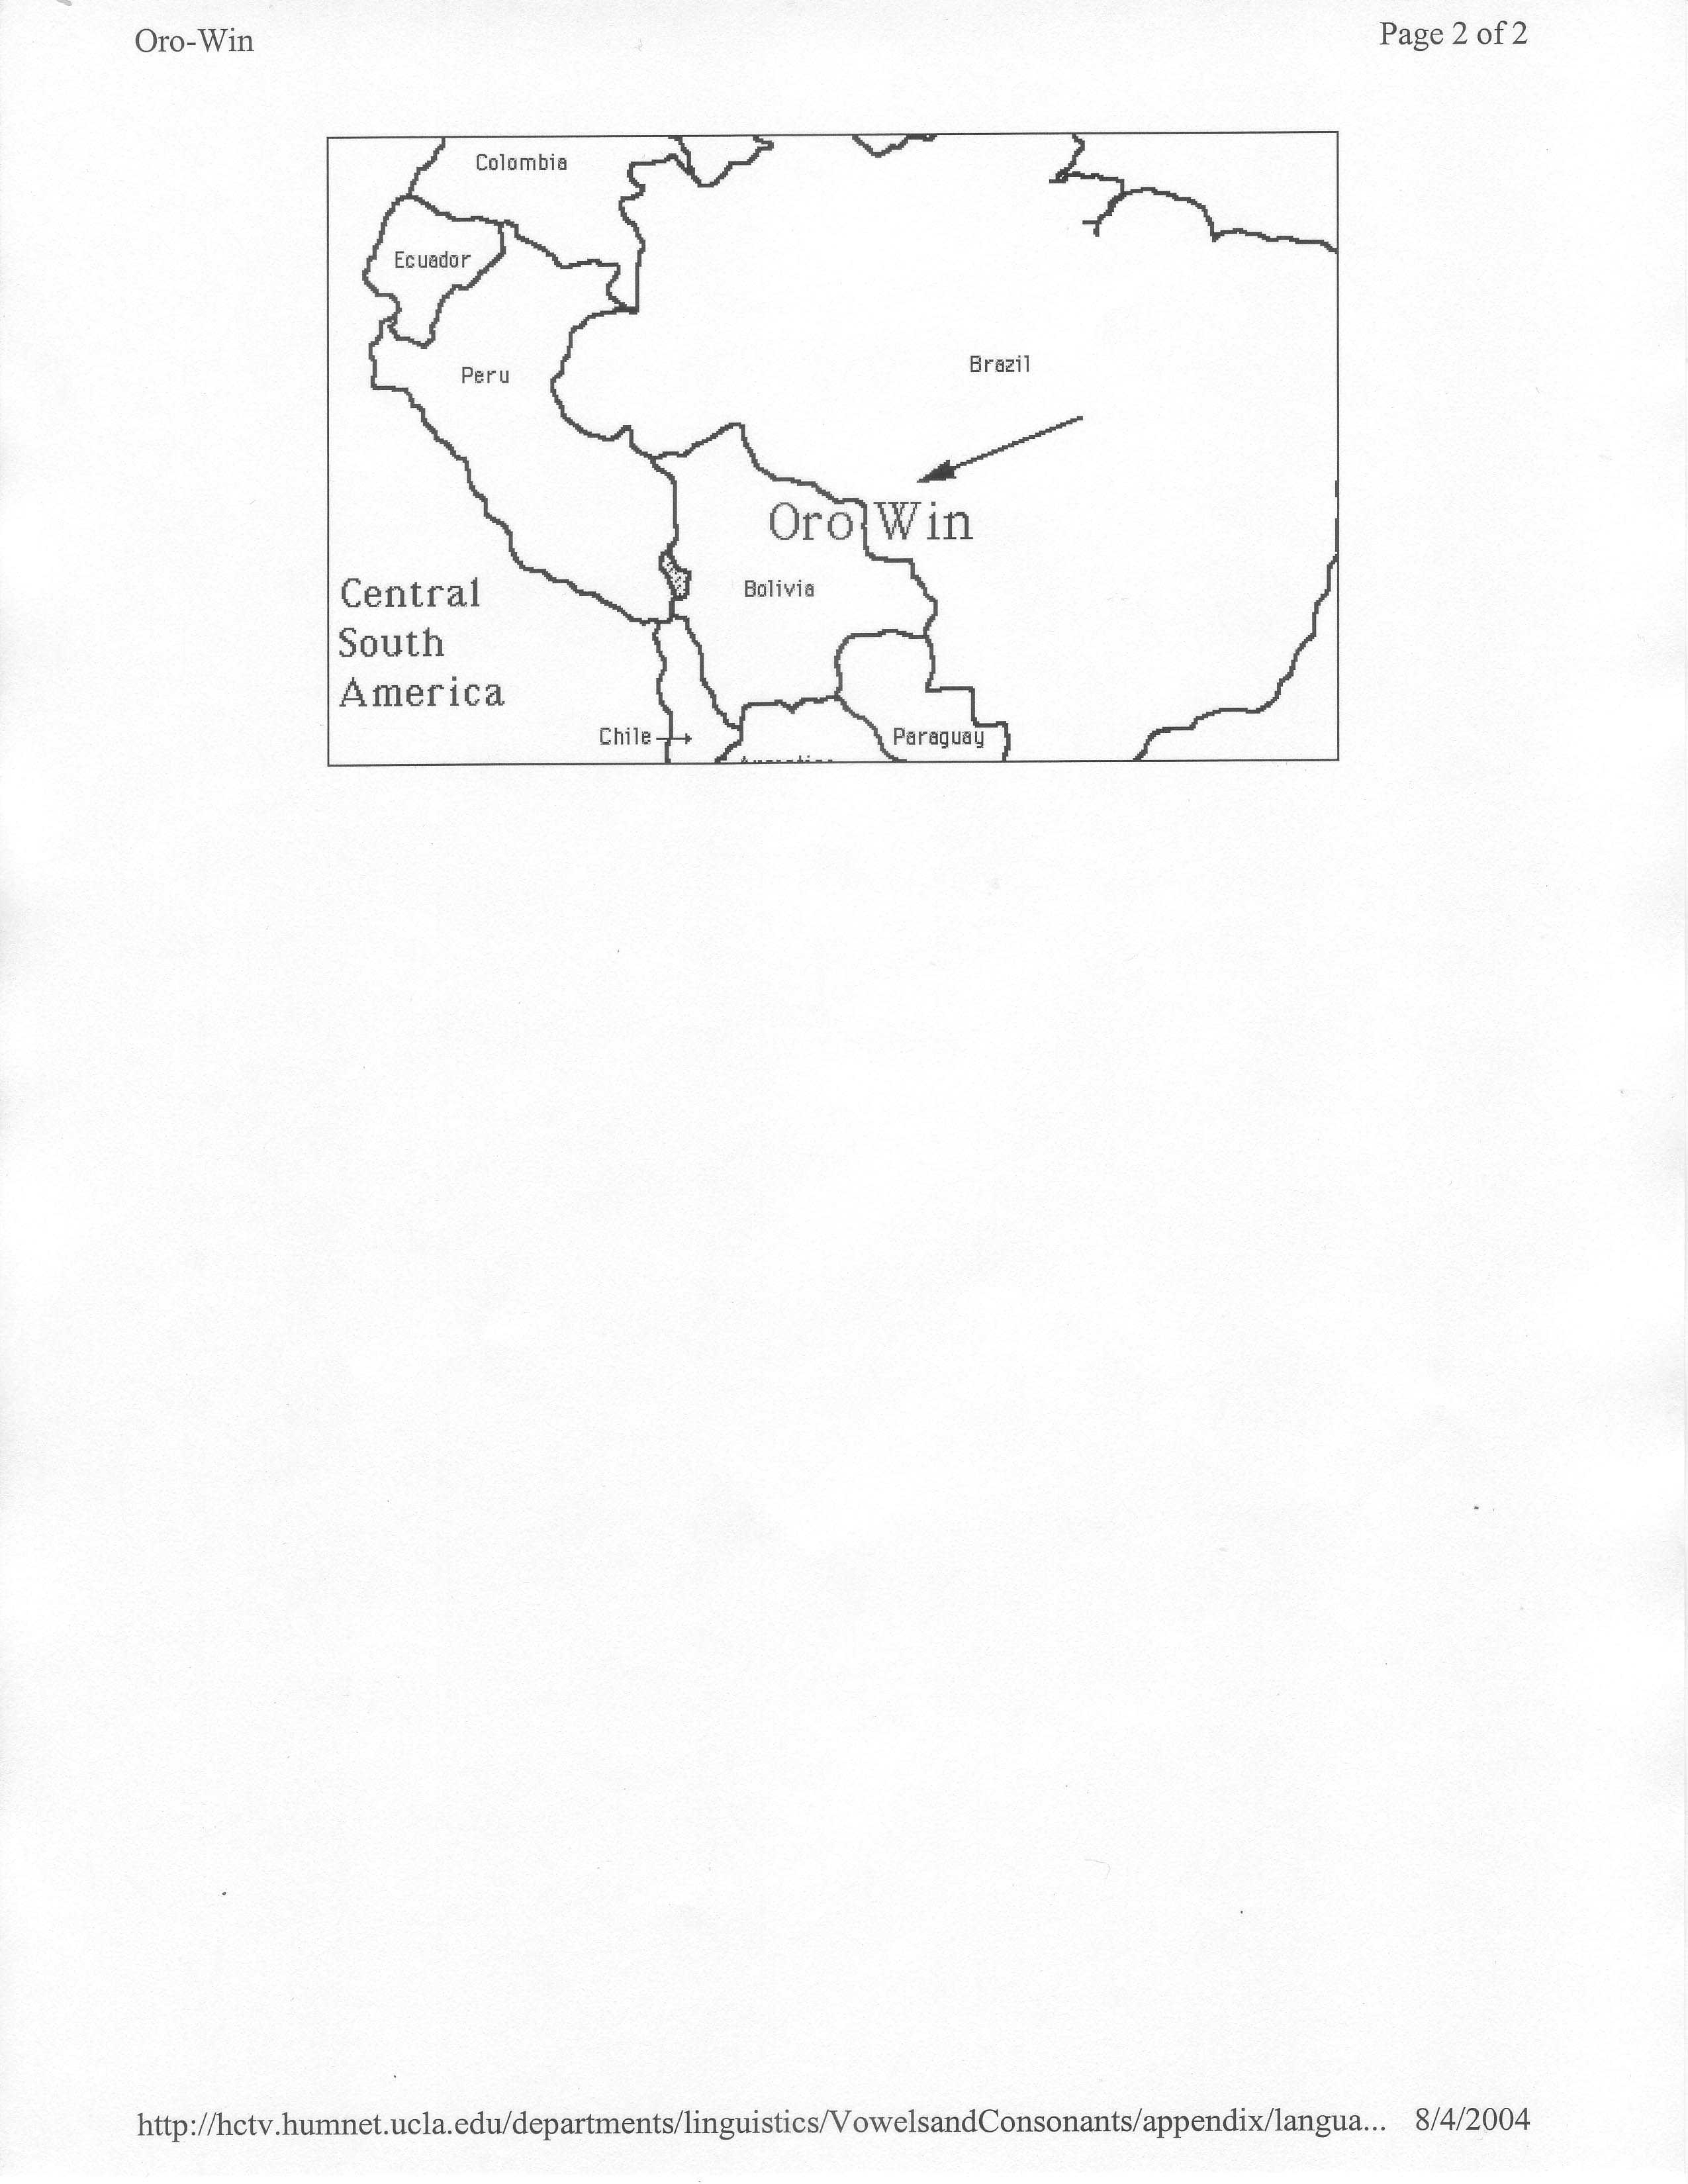 Oro-Win
Page 2 of 2
Colombia
Ecuador
Peru
Brazil
Oro Win
Bolivia
Central
South
America
Chile
Paraguay
http://hctv.humnet.ucla.edu/departments/linguistics/VowelsandConsonants/appendix/langua... 8/4/2004